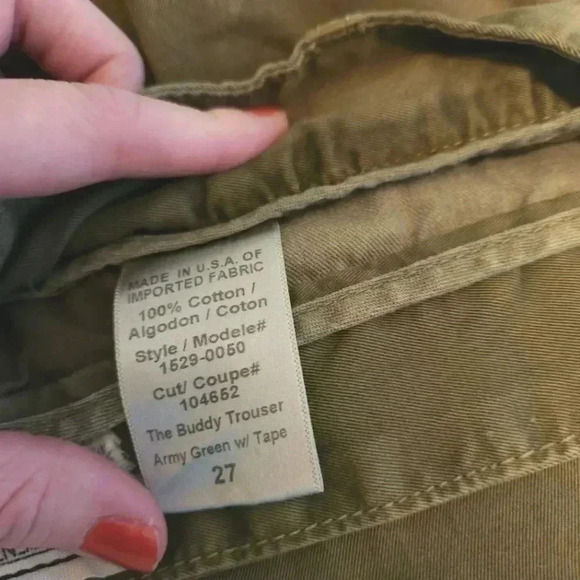 MADE IN U.S.A. OF
IMPORTED FABRIC
100% Cotton /
Algodon / Coton
Style / Modele#
1529-0050
Cut/ Coupe#
104652
The Buddy Trouser
Army Green w/ Tape
27